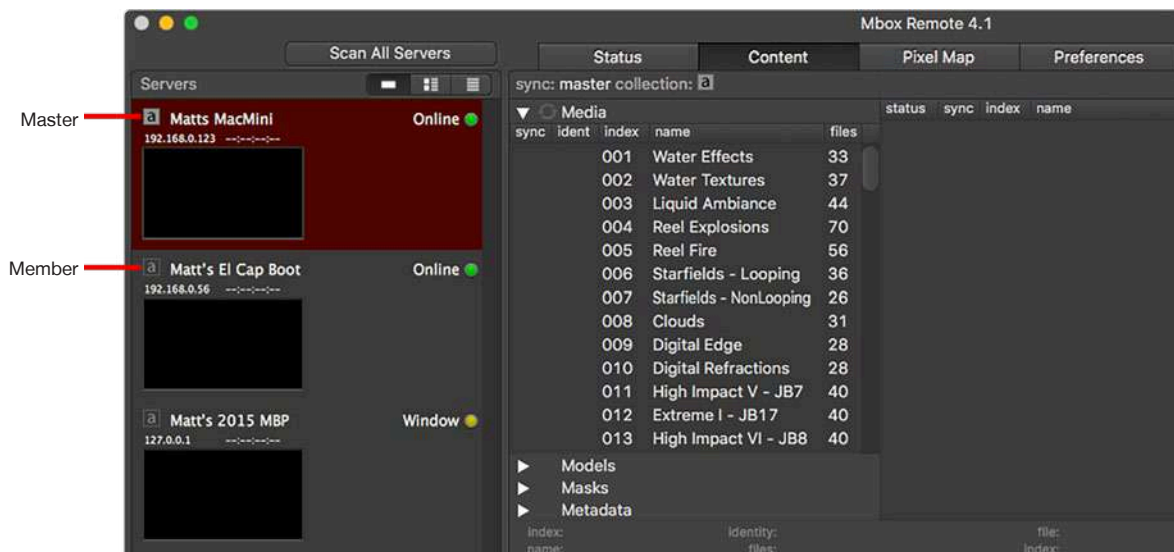 Mbox Remote 4.1
Scan All Servers
Status Content Pixel Map Preferences
Servers
sync: master collection: a
Master
a Matts MacMini Online
192.168.0.123 --:--:--:--
Member
a Matt's El Cap Boot Online
192.168.0.56 --:--:--:--
a Matt's 2015 MBP Window
127.0.0.1 --:--:--:--
Media
sync ident index name files
001 Water Effects 33
002 Water Textures 37
003 Liquid Ambiance 44
004 Reel Explosions 70
005 Reel Fire 56
006 Starfields - Looping 36
007 Starfields - NonLooping 26
008 Clouds 31
009 Digital Edge 28
010 Digital Refractions 28
011 High Impact V - JB7 40
012 Extreme I - JB17 40
013 High Impact VI - JB8 40
Models
Masks
Metadata
status sync index name
index: identity: file:
name: files: index: